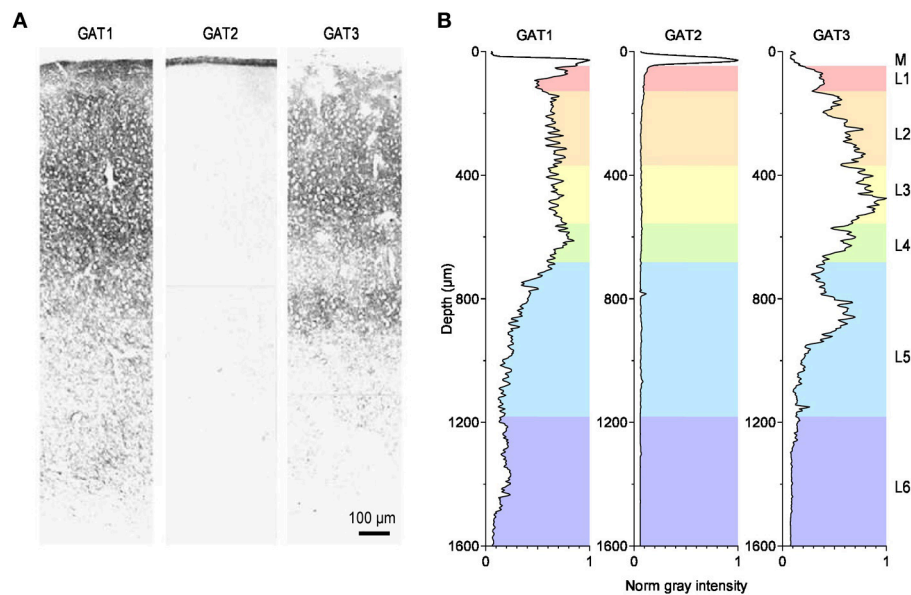 A
GAT1 GAT2 GAT3
100 µm
B
GAT1 GAT2 GAT3
0 0 0 M
L1
L2
400 400 400 L3
L4
Depth (µm)
800 800 800
L5
1200 1200 1200
L6
1600 1600 1600
0 1 0 1 0 1
Norm gray intensity